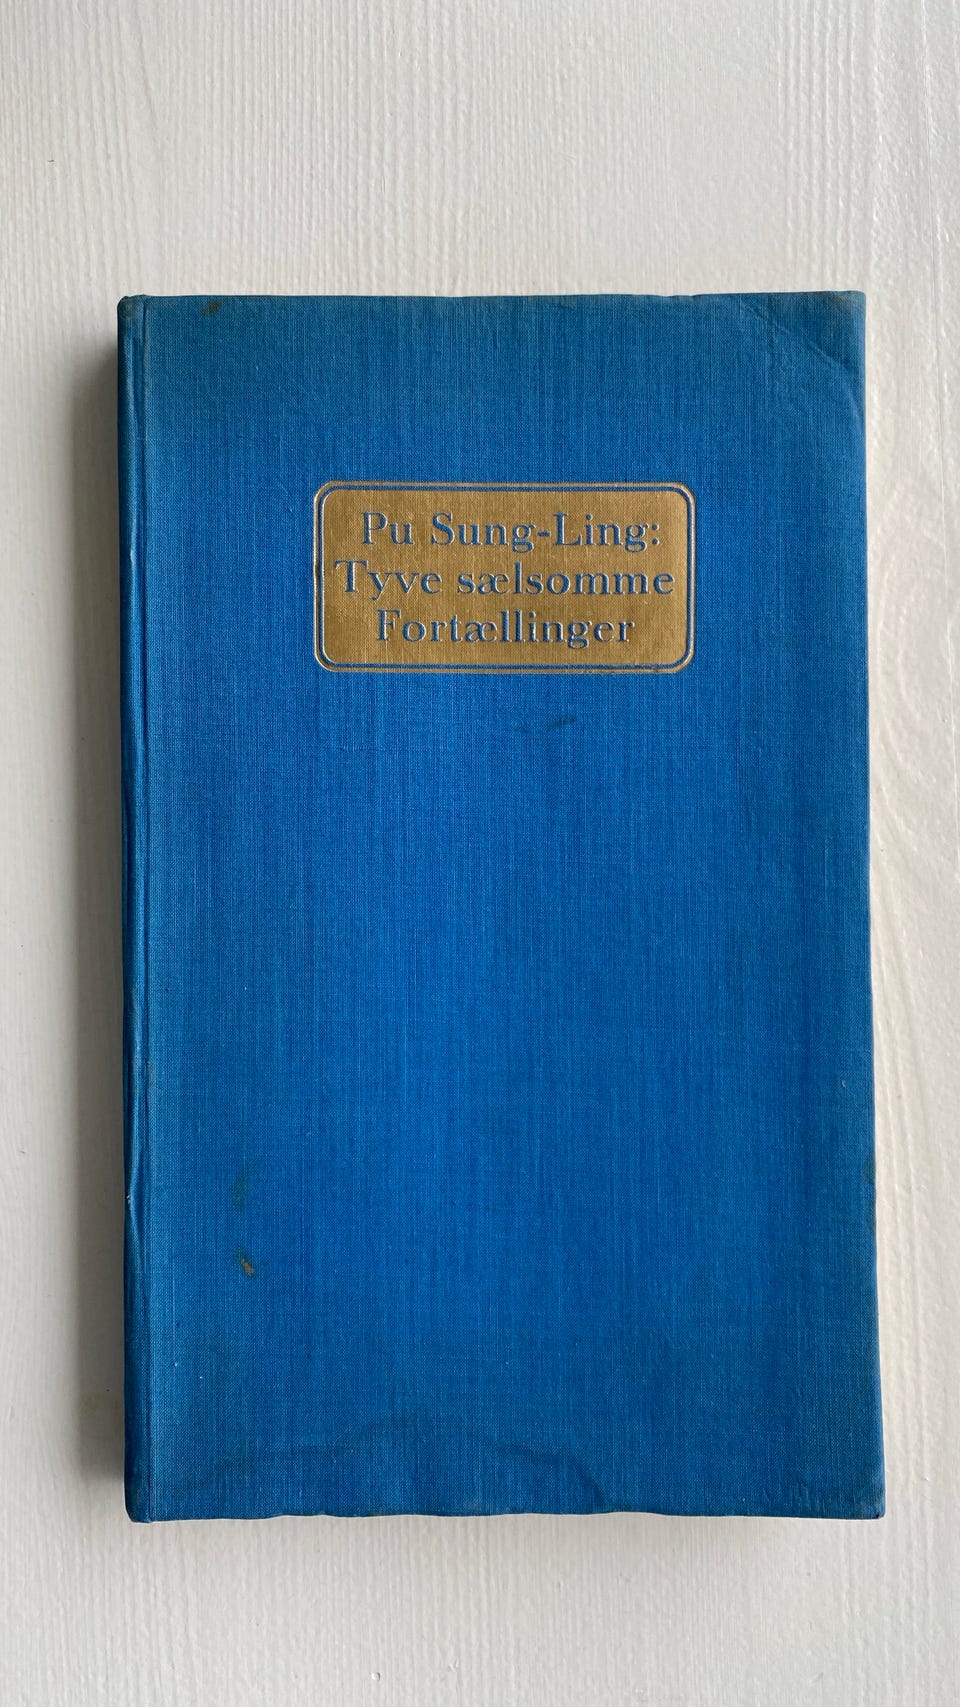 Pu Sung-Ling:
Tyve sælsomme
Fortællinger